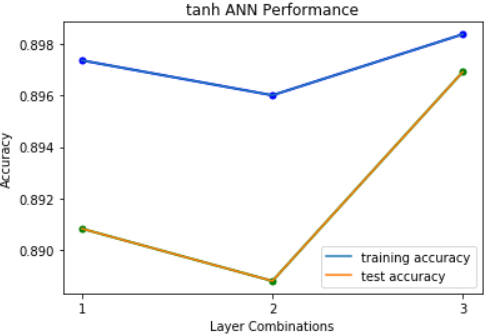 tanh ANN Performance
Accuracy
0.898
0.896
0.894
0.892
0.890
training accuracy
test accuracy
1 2 3
Layer Combinations